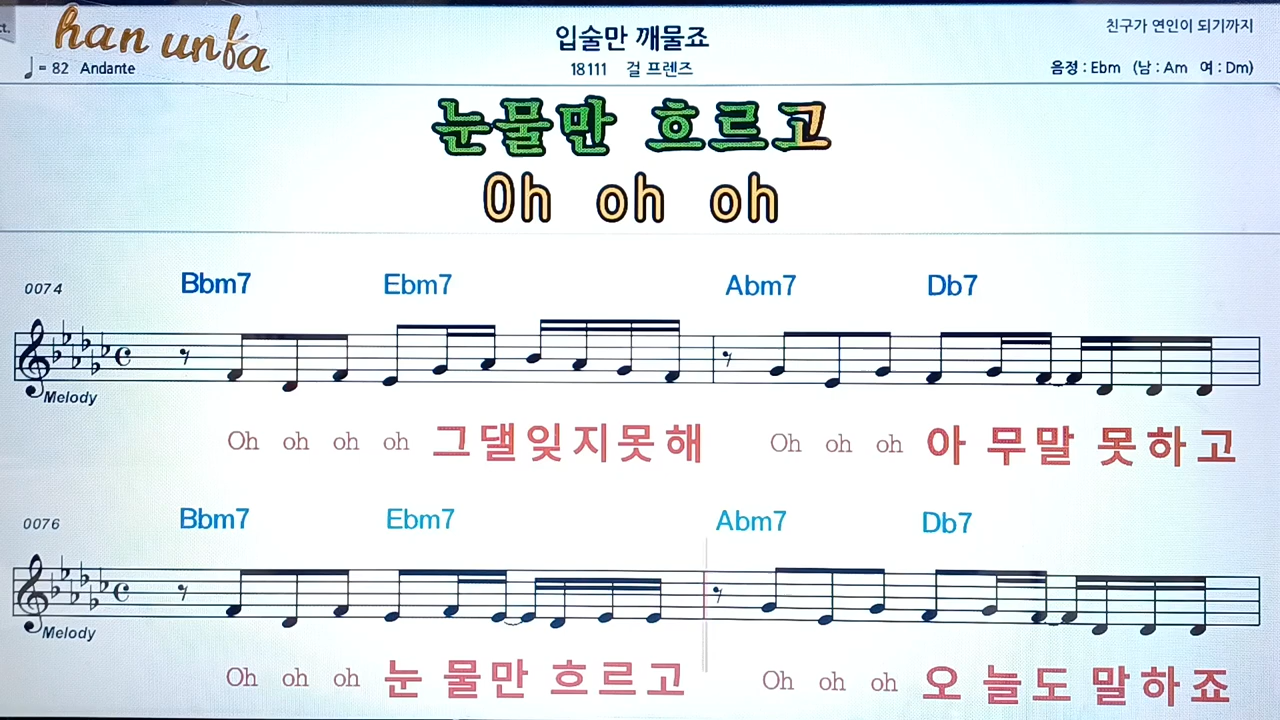 ct.
han unfa
친구가 연인이 되기까지
입술만 깨물죠
♩= 82 Andante
18111 걸 프렌즈
음정 : Ebm (남 : Am 여 : Dm)
눈물만 흐르고
Oh oh oh
0074
Bbm7 Ebm7 Abm7 Db7
Melody
Oh oh oh oh 그댈잊지못해 Oh oh oh 아 무말 못하고
0076
Bbm7 Ebm7 Abm7 Db7
Melody
Oh oh oh 눈 물만 흐르고 Oh oh oh 오 늘도 말하죠